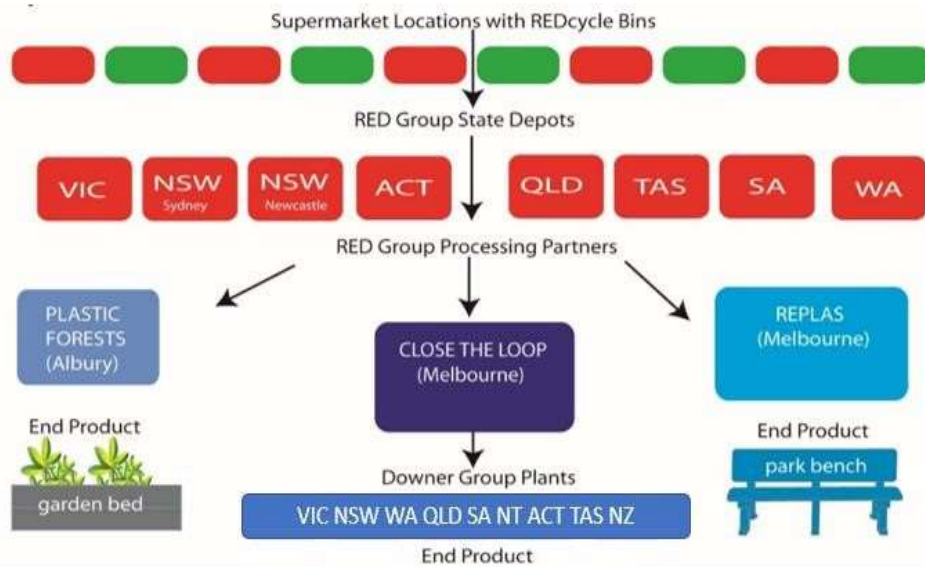 Supermarket Locations with REDcycle Bins
RED Group State Depots
VIC
NSW
Sydney
NSW
Newcastle
ACT
QLD
TAS
SA
WA
RED Group Processing Partners
PLASTIC
FORESTS
(Albury)
CLOSE THE LOOP
(Melbourne)
REPLAS
(Melbourne)
End Product
garden bed
End Product
park bench
Downer Group Plants
VIC NSW WA QLD SA NT ACT TAS NZ
End Product